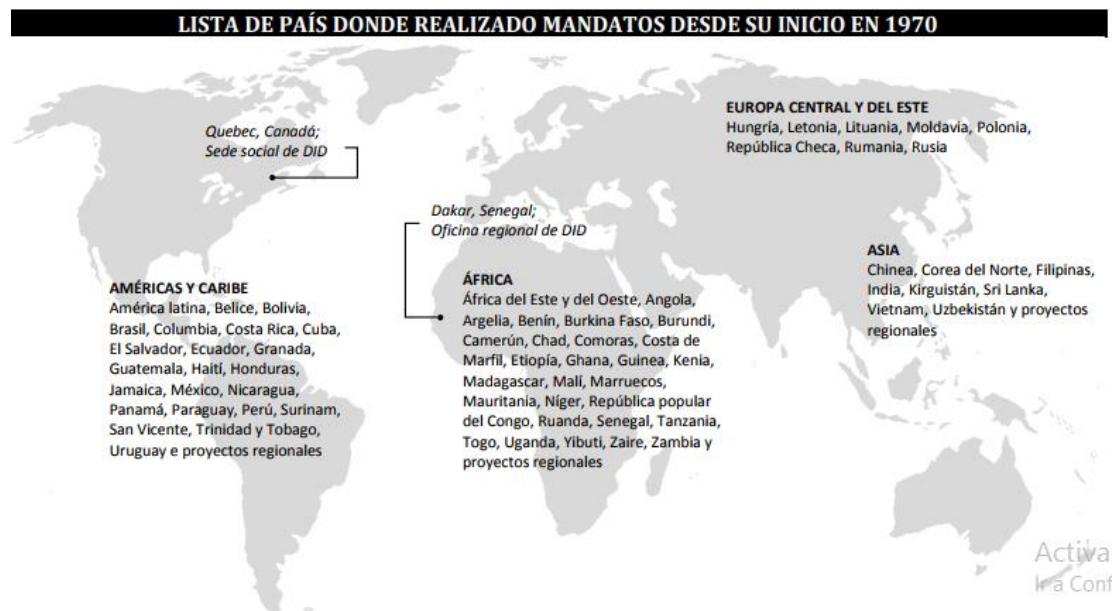 LISTA DE PAÍS DONDE REALIZADO MANDATOS DESDE SU INICIO EN 1970
Quebec, Canadá;
Sede social de DID
EUROPA CENTRAL Y DEL ESTE
Hungría, Letonia, Lituania, Moldavia, Polonia,
República Checa, Rumania, Rusia
Dakar, Senegal;
Oficina regional de DID
ASIA
Chinea, Corea del Norte, Filipinas,
India, Kirguistán, Sri Lanka,
Vietnam, Uzbekistán y proyectos
regionales
AMÉRICAS Y CARIBE
América latina, Belice, Bolivia,
Brasil, Columbia, Costa Rica, Cuba,
El Salvador, Ecuador, Granada,
Guatemala, Haití, Honduras,
Jamaica, México, Nicaragua,
Panamá, Paraguay, Perú, Surinam,
San Vicente, Trinidad y Tobago,
Uruguay e proyectos regionales
ÁFRICA
África del Este y del Oeste, Angola,
Argelia, Benín, Burkina Faso, Burundi,
Camerún, Chad, Comoras, Costa de
Marfil, Etiopía, Ghana, Guinea, Kenia,
Madagascar, Malí, Marruecos,
Mauritania, Níger, República popular
del Congo, Ruanda, Senegal, Tanzania,
Togo, Uganda, Yibuti, Zaire, Zambia y
proyectos regionales
Activa
Ir a Conf